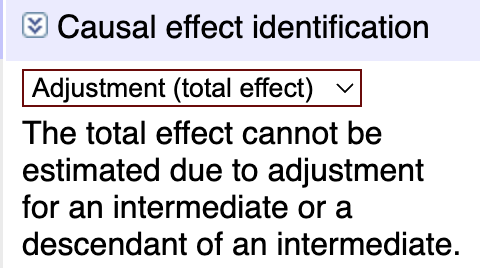 Causal effect identification
Adjustment (total effect)
The total effect cannot be
estimated due to adjustment
for an intermediate or a
descendant of an intermediate.